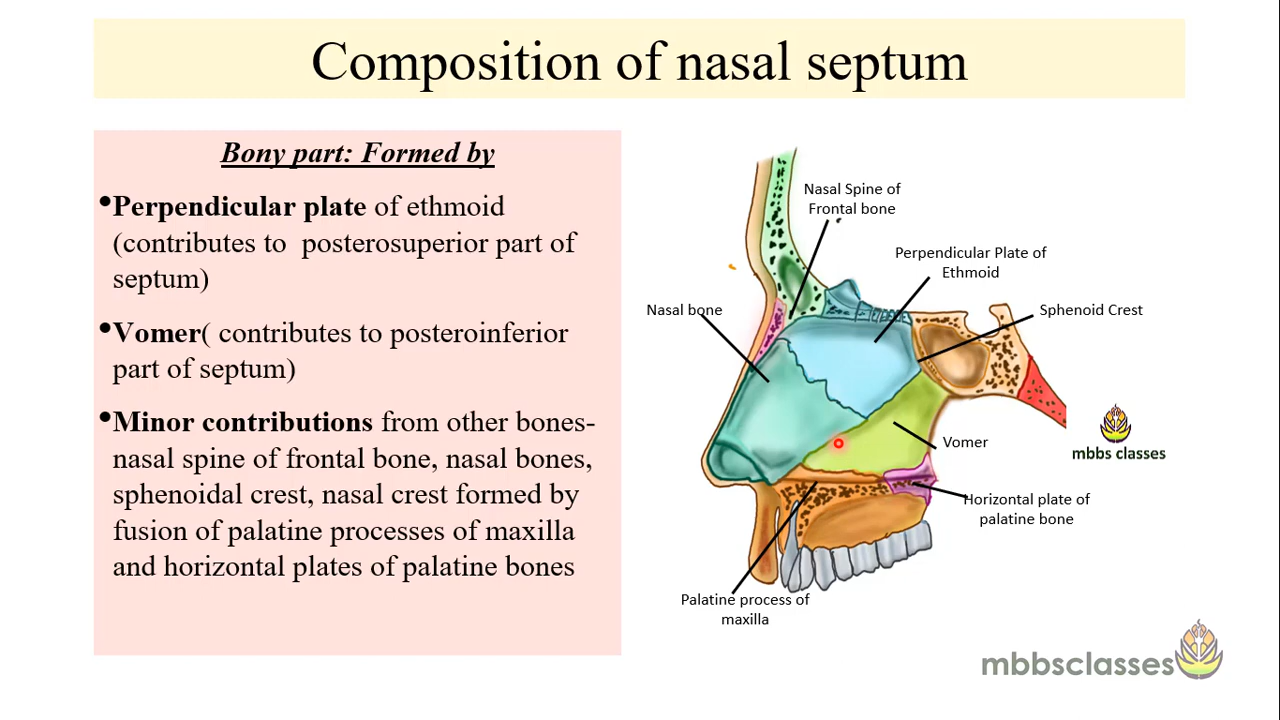 Composition of nasal septum
Bony part: Formed by
•Perpendicular plate of ethmoid
(contributes to  posterosuperior part of
septum)
•Vomer( contributes to posteroinferior
part of septum)
•Minor contributions from other bones-
nasal spine of frontal bone, nasal bones,
sphenoidal crest, nasal crest formed by
fusion of palatine processes of maxilla
and horizontal plates of palatine bones
Nasal Spine of
Frontal bone
Perpendicular Plate of
Ethmoid
Nasal bone
Sphenoid Crest
Vomer
Horizontal plate of
palatine bone
Palatine process of
maxilla
mbbs classes
mbbsclasses